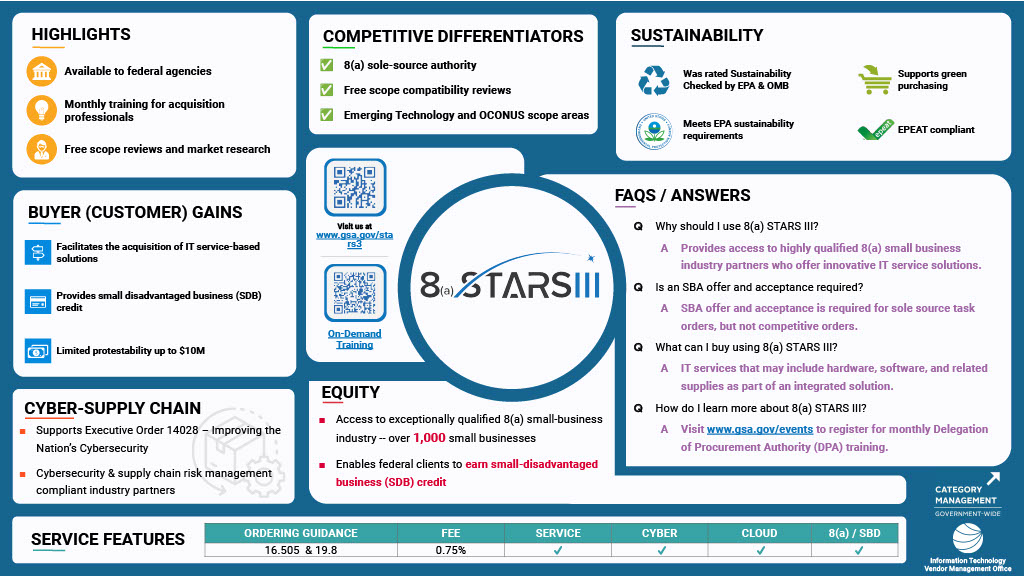 HIGHLIGHTS
Available to federal agencies
Monthly training for acquisition
professionals
Free scope reviews and market research
COMPETITIVE DIFFERENTIATORS
8(a) sole-source authority
Free scope compatibility reviews
Emerging Technology and OCONUS scope areas
SUSTAINABILITY
Was rated Sustainability
Checked by EPA & OMB
Supports green
purchasing
Meets EPA sustainability
requirements
EPEAT
EPEAT compliant
BUYER (CUSTOMER) GAINS
Facilitates the acquisition of IT service-based
solutions
Provides small disadvantaged business (SDB)
credit
Limited protestability up to $10M
Visit us at
www.gsa.gov/sta
rs3
On-Demand
Training
8(a) STARS III
FAQS / ANSWERS
Q Why should I use 8(a) STARS III?
A Provides access to highly qualified 8(a) small business
industry partners who offer innovative IT service solutions.
Q Is an SBA offer and acceptance required?
A SBA offer and acceptance is required for sole source task
orders, but not competitive orders.
Q What can I buy using 8(a) STARS III?
A IT services that may include hardware, software, and related
supplies as part of an integrated solution.
Q How do I learn more about 8(a) STARS III?
A Visit www.gsa.gov/events to register for monthly Delegation
of Procurement Authority (DPA) training.
CYBER-SUPPLY CHAIN
Supports Executive Order 14028 – Improving the
Nation's Cybersecurity
Cybersecurity & supply chain risk management
compliant industry partners
EQUITY
Access to exceptionally qualified 8(a) small-business
industry -- over 1,000 small businesses
Enables federal clients to earn small-disadvantaged
business (SDB) credit
CATEGORY
MANAGEMENT
GOVERNMENT-WIDE
Information Technology
Vendor Management Office
SERVICE FEATURES
ORDERING GUIDANCE FEE SERVICE CYBER CLOUD 8(a) / SBD
16.505 & 19.8 0.75% ✓ ✓ ✓ ✓